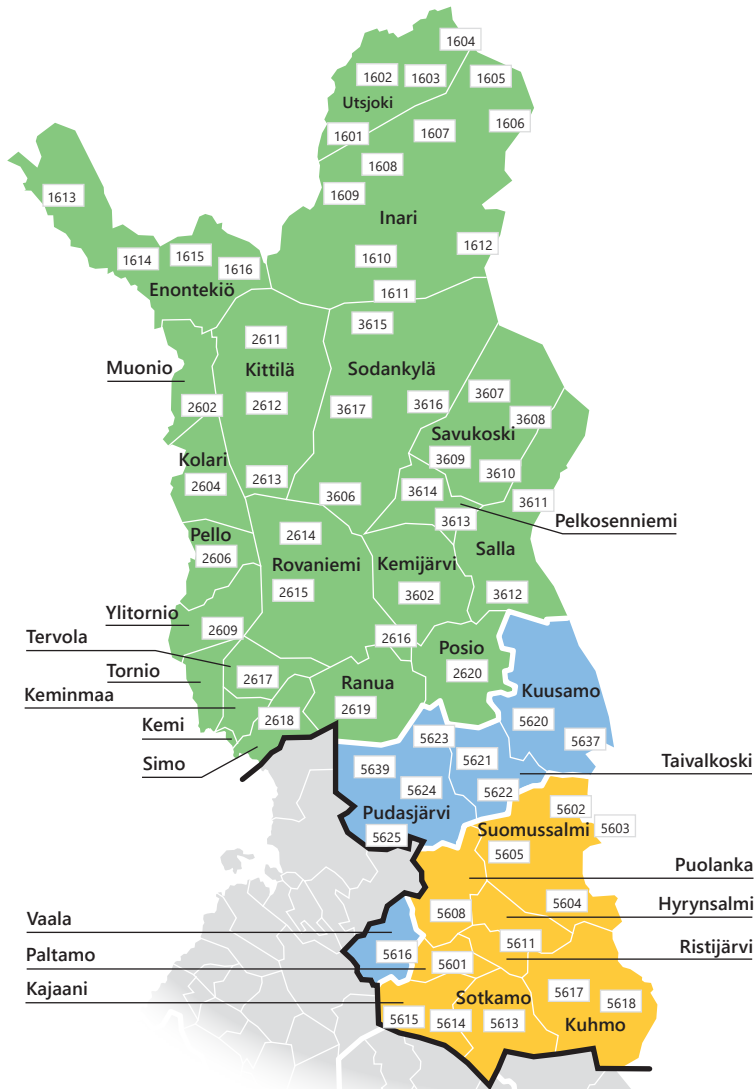 1604
1602
1603
1605
Utsjoki
1606
1601
1607
1608
1613
1609
Inari
1612
1614
1615
1616
1610
Enontekiö
1611
3615
2611
Muonio
Kittilä
Sodankylä
3607
2602
2612
3617
3616
3608
Savukoski
Kolari
3609
3610
2604
2613
3614
3606
3611
3613
Pelkosenniemi
Pello
2614
2606
Rovaniemi
Kemijärvi
Salla
2615
3602
3612
Ylitornio
2609
2616
Tervola
Posio
Tornio
2617
Ranua
2620
Kuusamo
Keminmaa
2619
Kemi
2618
5620
Simo
5623
5637
5639
5621
Taivalkoski
5624
5622
Pudasjärvi
5602
5625
Suomussalmi
5603
5605
Puolanka
5604
Hyrynsalmi
Vaala
5608
5611
Ristijärvi
Paltamo
5616
5601
Kajaani
Sotkamo
5617
5618
5615
5614
5613
Kuhmo